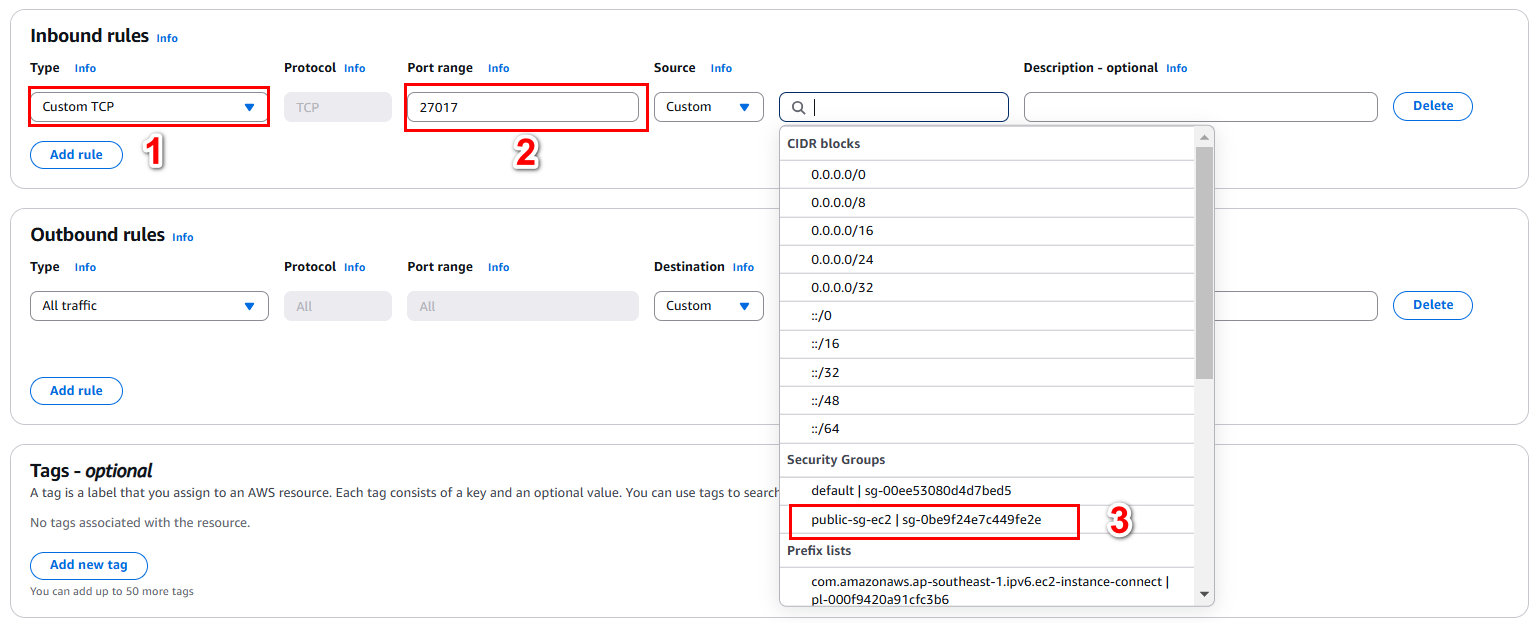 Inbound rules Info
Type Info Protocol Info Port range Info Source Info Description - optional Info
Custom TCP TCP 27017 Custom Delete
1 2
Add rule
CIDR blocks
0.0.0.0/0
0.0.0.0/8
0.0.0.0/16
0.0.0.0/24
0.0.0.0/32
::/0
::/16
::/32
::/48
::/64
Security Groups
default | sg-00ee53080d4d7bed5
public-sg-ec2 | sg-0be9f24e7c449fe2e
3
Prefix lists
com.amazonaws.ap-southeast-1.ipv6.ec2-instance-connect |
pl-000f9420a91cfc3b6
Outbound rules Info
Type Info Protocol Info Port range Info Destination Info
All traffic All All Custom Delete
Add rule
Tags - optional
A tag is a label that you assign to an AWS resource. Each tag consists of a key and an optional value. You can use tags to search
No tags associated with the resource.
Add new tag
You can add up to 50 more tags